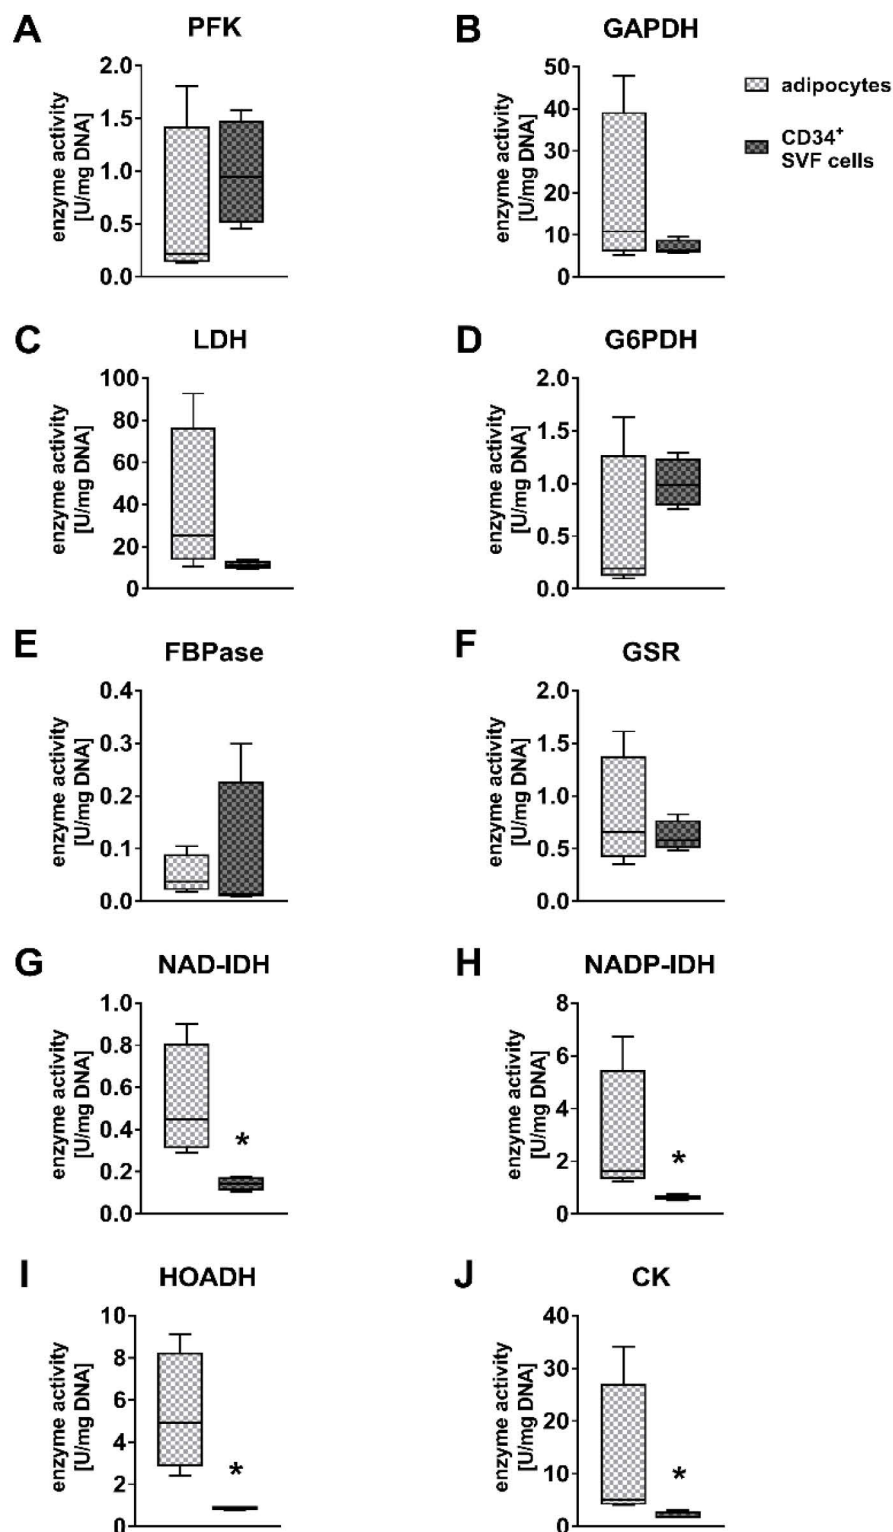 A
PFK
enzyme activity
[U/mg DNA]
2.0
1.5
1.0
0.5
0.0
B
GAPDH
enzyme activity
[U/mg DNA]
50
40
30
20
10
0
adipocytes
CD34+
SVF cells
C
LDH
enzyme activity
[U/mg DNA]
100
80
60
40
20
0
D
G6PDH
enzyme activity
[U/mg DNA]
2.0
1.5
1.0
0.5
0.0
E
FBPase
enzyme activity
[U/mg DNA]
0.4
0.3
0.2
0.1
0.0
F
GSR
enzyme activity
[U/mg DNA]
2.0
1.5
1.0
0.5
0.0
G
NAD-IDH
enzyme activity
[U/mg DNA]
1.0
0.8
0.6
0.4
0.2
0.0
*
H
NADP-IDH
enzyme activity
[U/mg DNA]
8
6
4
2
0
*
I
HOADH
enzyme activity
[U/mg DNA]
10
8
6
4
2
0
*
J
CK
enzyme activity
[U/mg DNA]
40
30
20
10
0
*